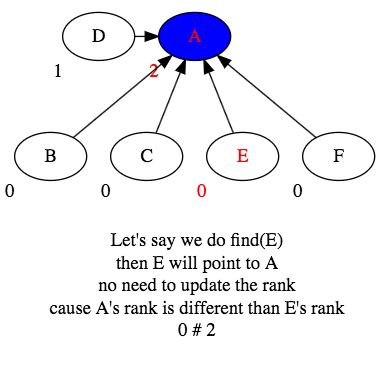 D A
1 2
B C E F
0 0 0 0
Let's say we do find(E)
then E will point to A
no need to update the rank
cause A's rank is different than E's rank
0 # 2